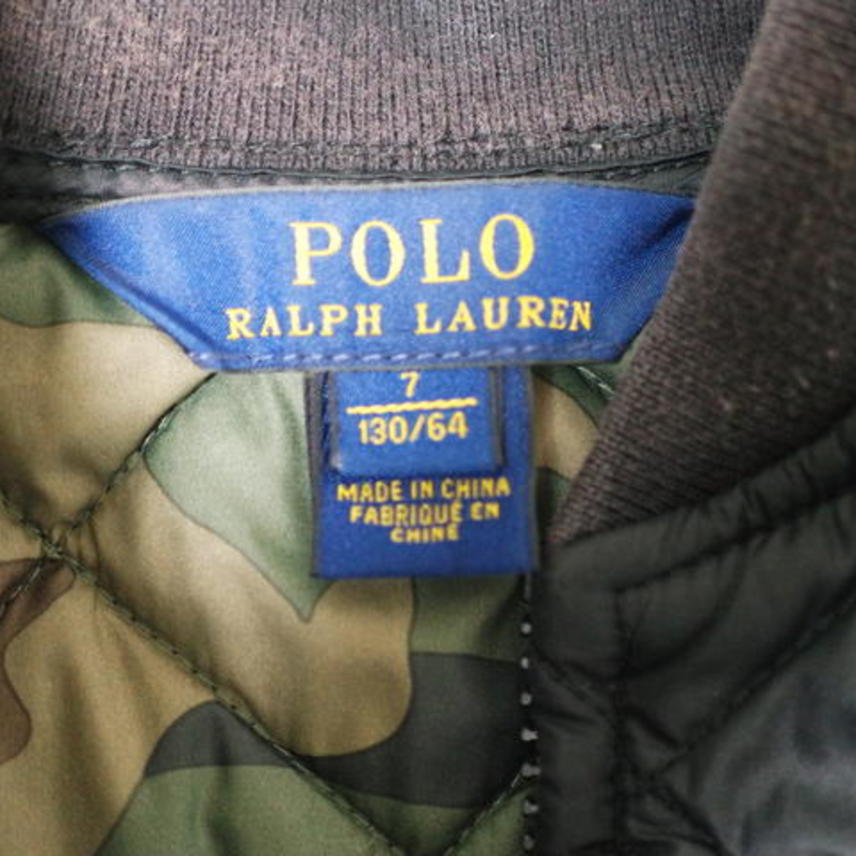 POLO
RALPH LAUREN
7
130/64
MADE IN CHINA
FABRIQUÉ EN
CHINE